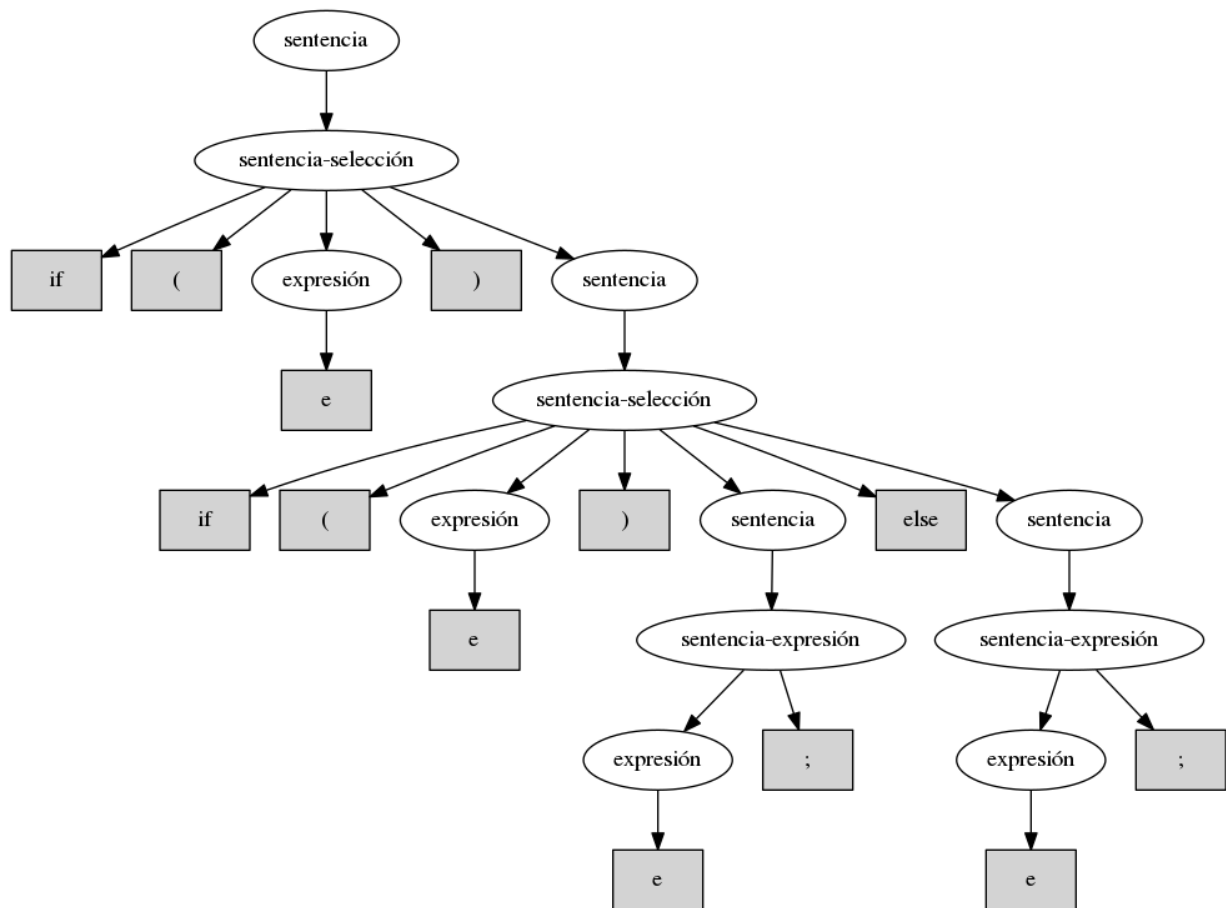 sentencia
sentencia-selección
if ( expresión ) sentencia
e sentencia-selección
if ( expresión ) sentencia else sentencia
e sentencia-expresión sentencia-expresión
expresión ; expresión ;
e e